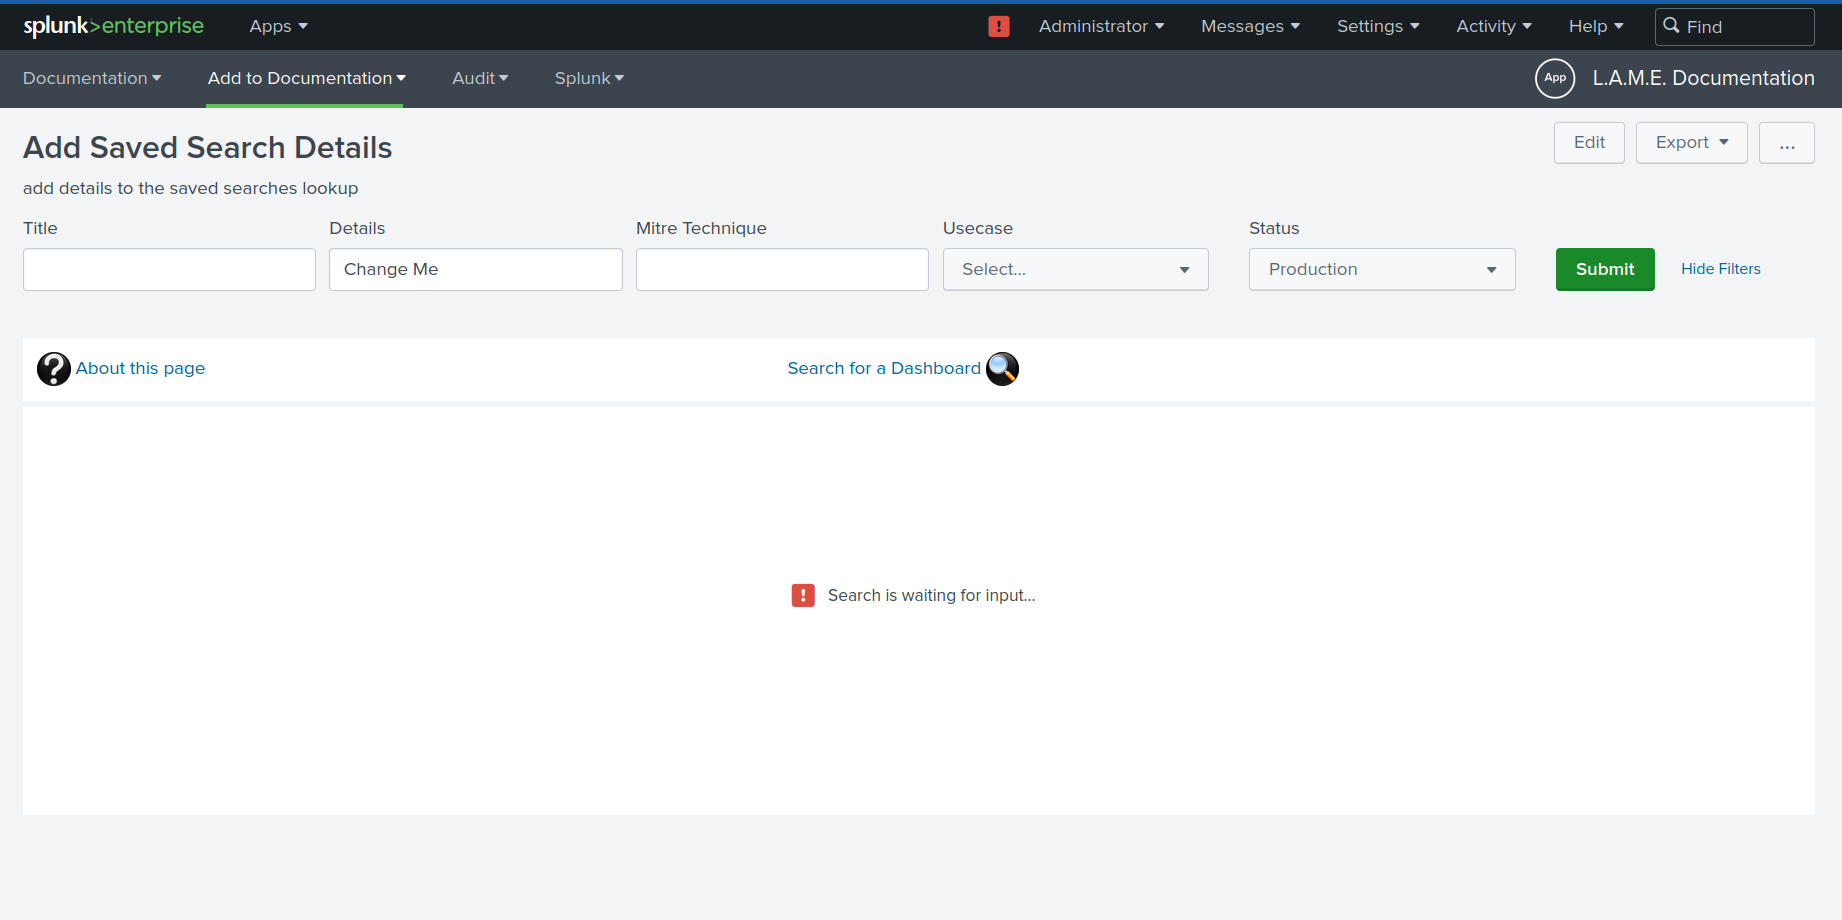 splunk>enterprise Apps Administrator Messages Settings Activity Help Find
Documentation Add to Documentation Audit Splunk App L.A.M.E. Documentation
Add Saved Search Details Edit Export ...
add details to the saved searches lookup
Title Details Mitre Technique Usecase Status
Change Me Select... Production Submit Hide Filters
About this page Search for a Dashboard
Search is waiting for input...